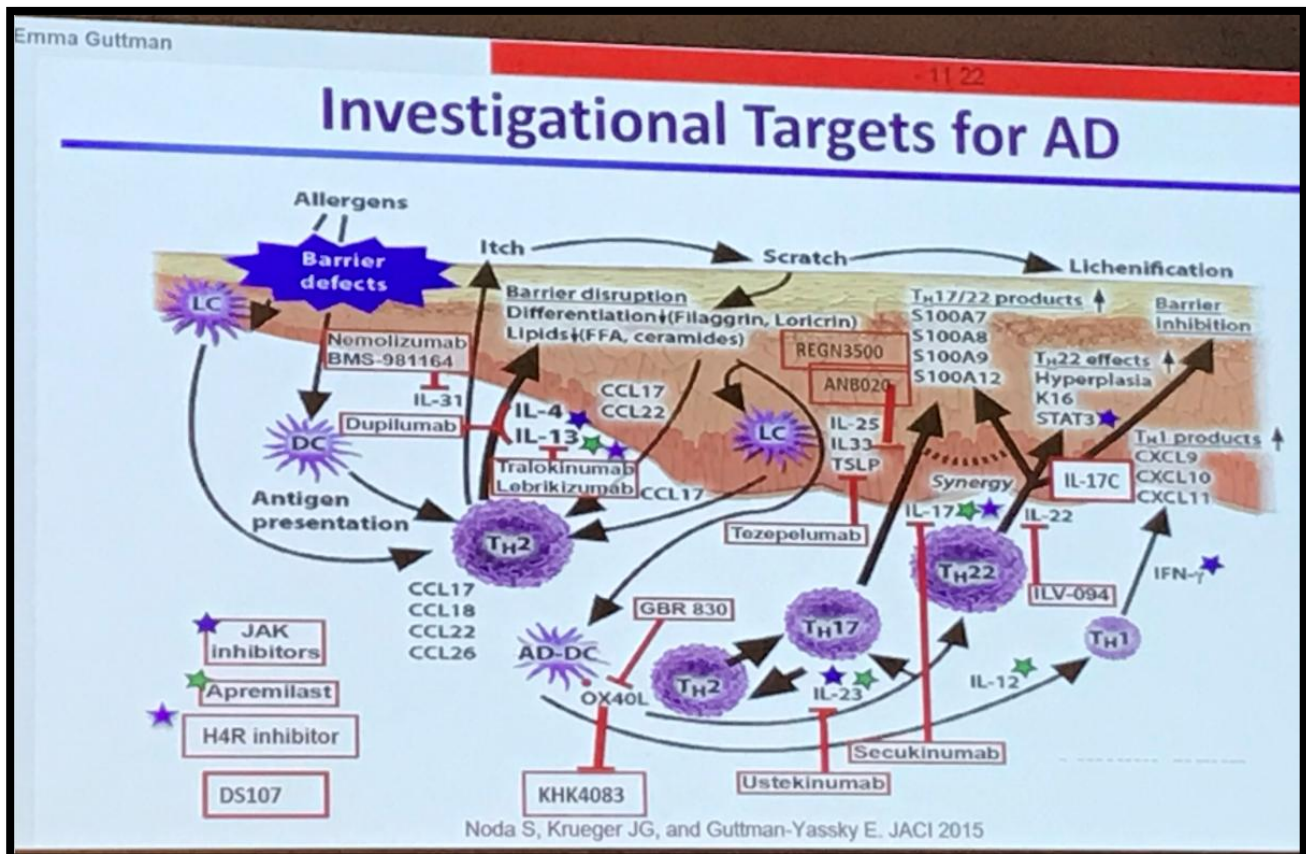 Emma Guttman
- 11 22
Investigational Targets for AD
Allergens
Barrier
defects
Itch
Scratch
Lichenification
LC
Barrier disruption
Differentiation↓(Filaggrin, Loricrin)
Lipids↓(FFA, ceramides)
TH17/22 products ↑
S100A7
S100A8
S100A9
S100A12
Barrier
Inhibition
Nemolizumab
BMS-981164
IL-31
REGN3500
ANB020
TH22 effects ↑
Hyperplasia
K16
STAT3
CCL17
CCL22
IL-4
IL-13
Dupilumab
DC
LC
IL-25
IL33
TSLP
TH1 products ↑
CXCL9
CXCL10
CXCL11
Tralokinumab
Lebrikizumab
CCL17
Synergy
IL-17C
Antigen
presentation
TH2
Tezepelumab
IL-17
IL-22
TH22
IFN-γ
ILV-094
CCL17
CCL18
CCL22
CCL26
GBR 830
TH17
TH1
JAK
inhibitors
AD-DC
TH2
OX40L
IL-23
IL-12
Apremilast
H4R inhibitor
Secukinumab
DS107
KHK4083
Ustekinumab
Noda S, Krueger JG, and Guttman-Yassky E. JACI 2015